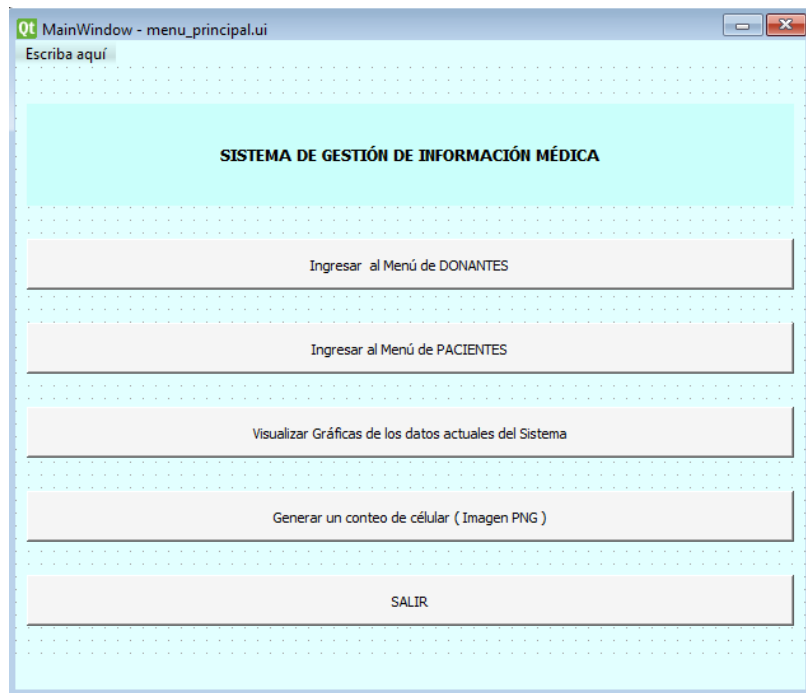 Qt MainWindow - menu_principal.ui
Escriba aquí
SISTEMA DE GESTIÓN DE INFORMACIÓN MÉDICA
Ingresar al Menú de DONANTES
Ingresar al Menú de PACIENTES
Visualizar Gráficas de los datos actuales del Sistema
Generar un conteo de célular ( Imagen PNG )
SALIR